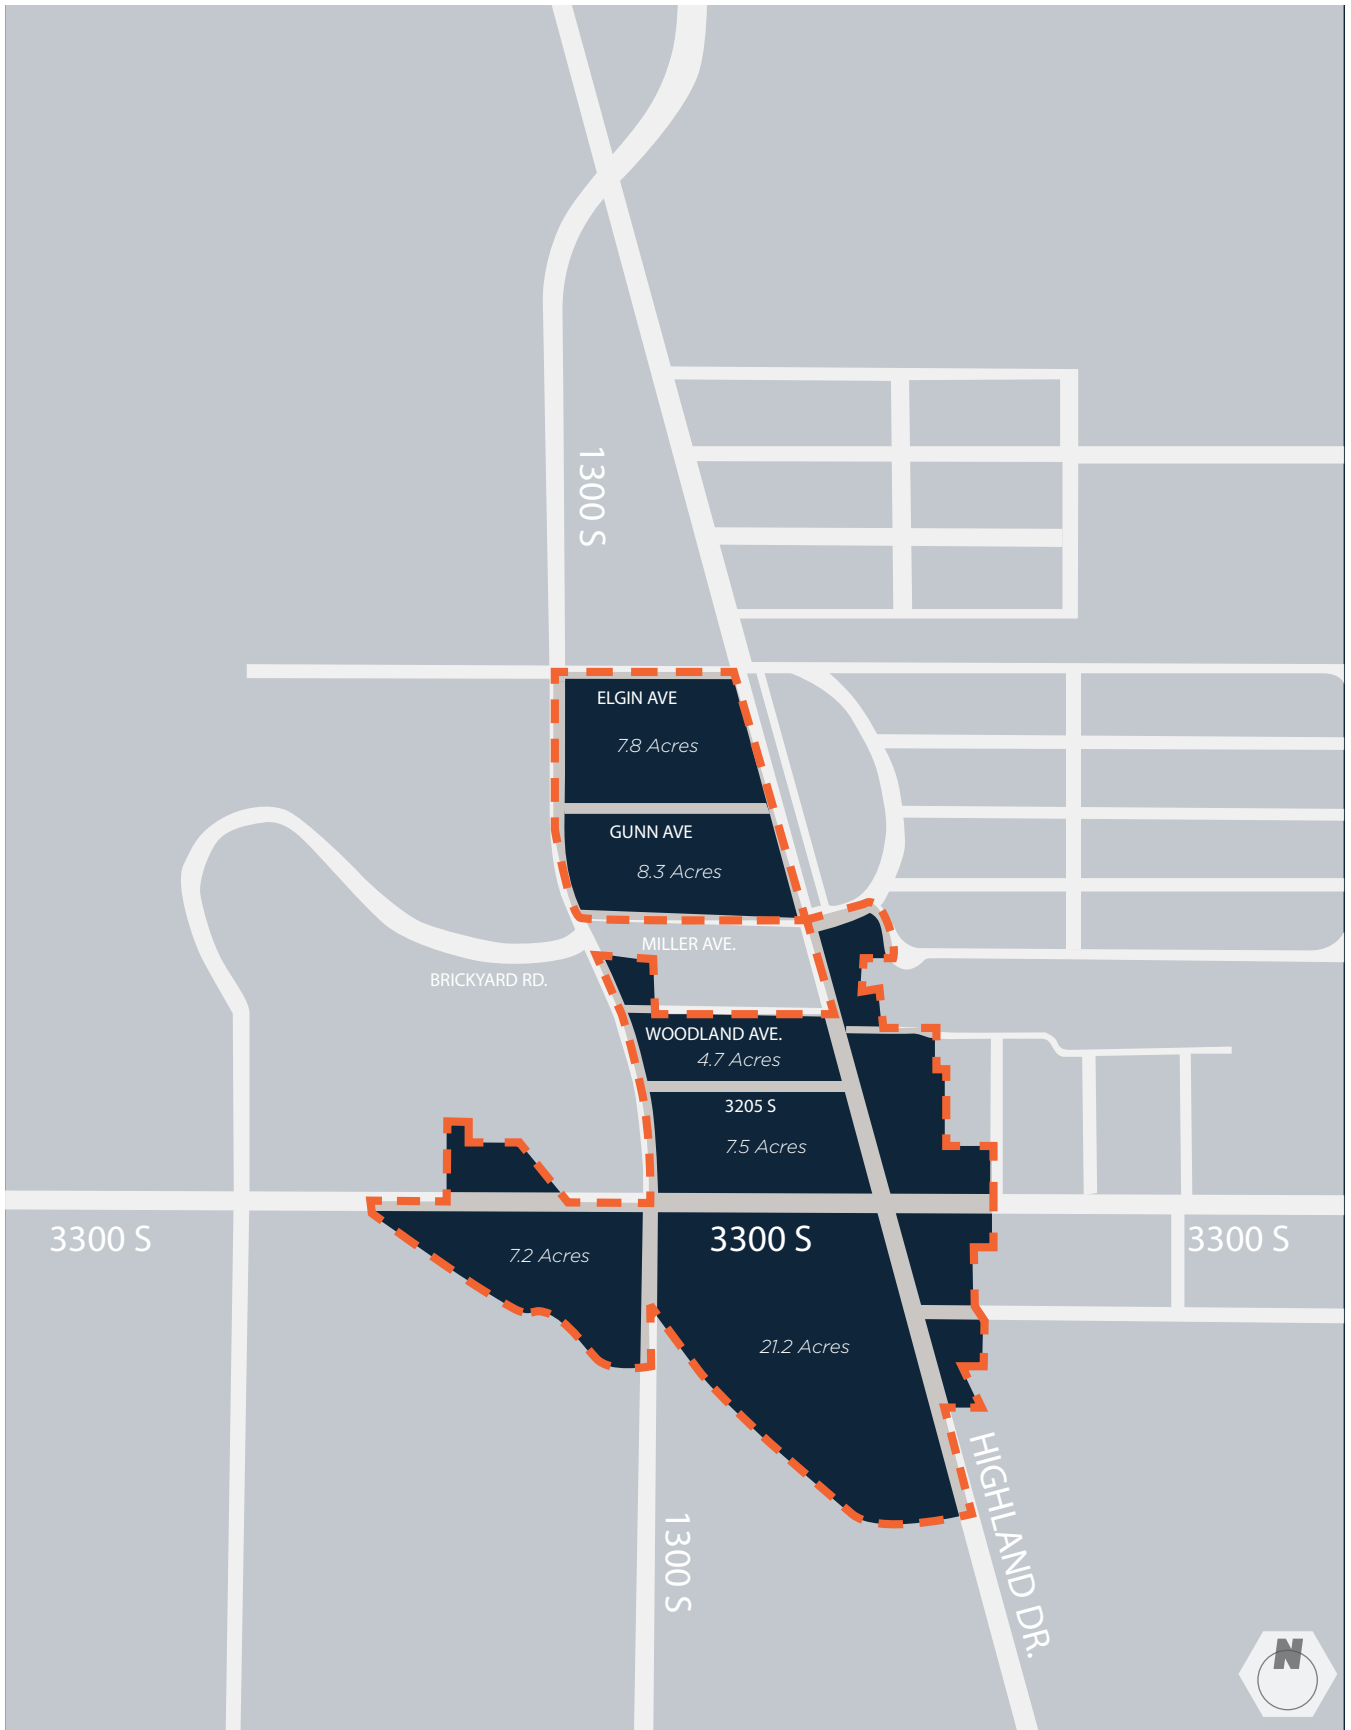 1300 S
ELGIN AVE
7.8 Acres
GUNN AVE
8.3 Acres
MILLER AVE.
BRICKYARD RD.
WOODLAND AVE.
4.7 Acres
3205 S
7.5 Acres
3300 S
3300 S
3300 S
7.2 Acres
21.2 Acres
HIGHLAND DR.
1300 S
N